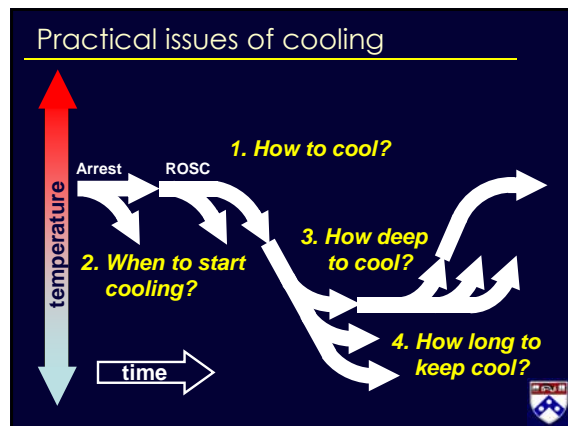 Practical issues of cooling
1. How to cool?
Arrest
ROSC
temperature
2. When to start
cooling?
3. How deep
to cool?
4. How long to
keep cool?
time